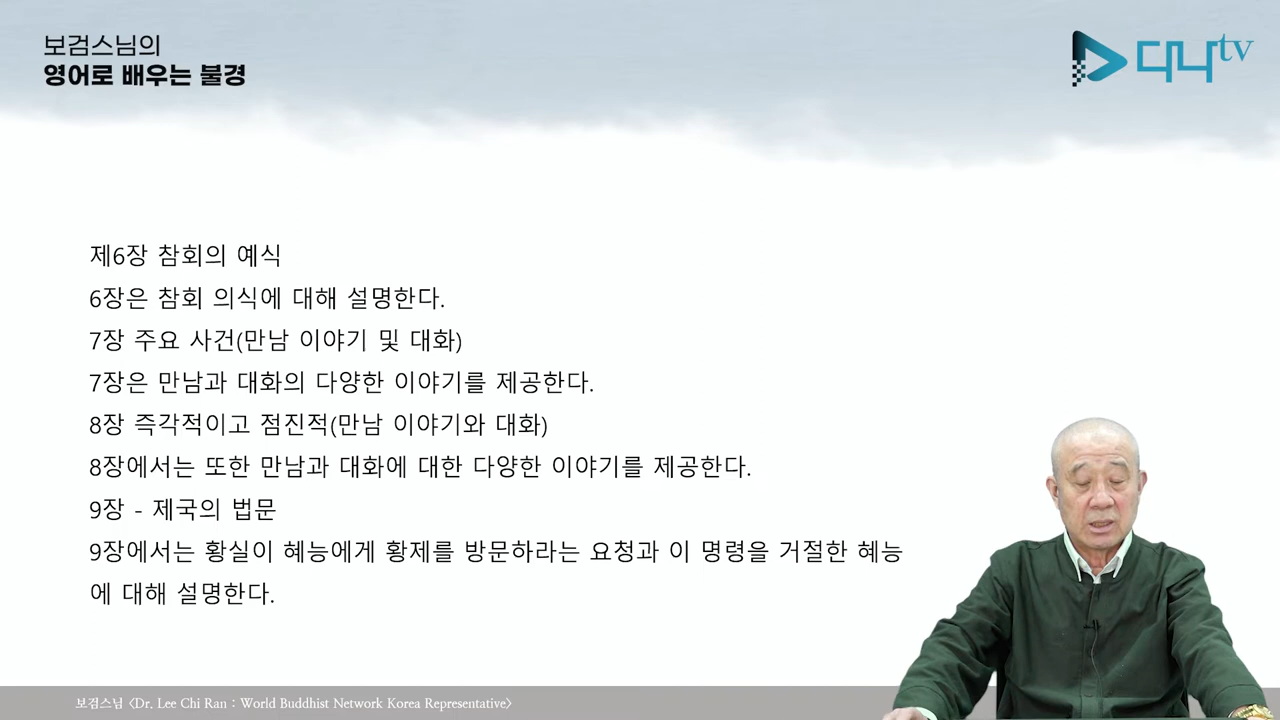 보검스님의
영어로 배우는 불경
다나tv
제6장 참회의 예식
6장은 참회 의식에 대해 설명한다.
7장 주요 사건(만남 이야기 및 대화)
7장은 만남과 대화의 다양한 이야기를 제공한다.
8장 즉각적이고 점진적(만남 이야기와 대화)
8장에서는 또한 만남과 대화에 대한 다양한 이야기를 제공한다.
9장 - 제국의 법문
9장에서는 황실이 혜능에게 황제를 방문하라는 요청과 이 명령을 거절한 혜능
에 대해 설명한다.
보검스님 <Dr. Lee Chi Ran : World Buddhist Network Korea Representative>